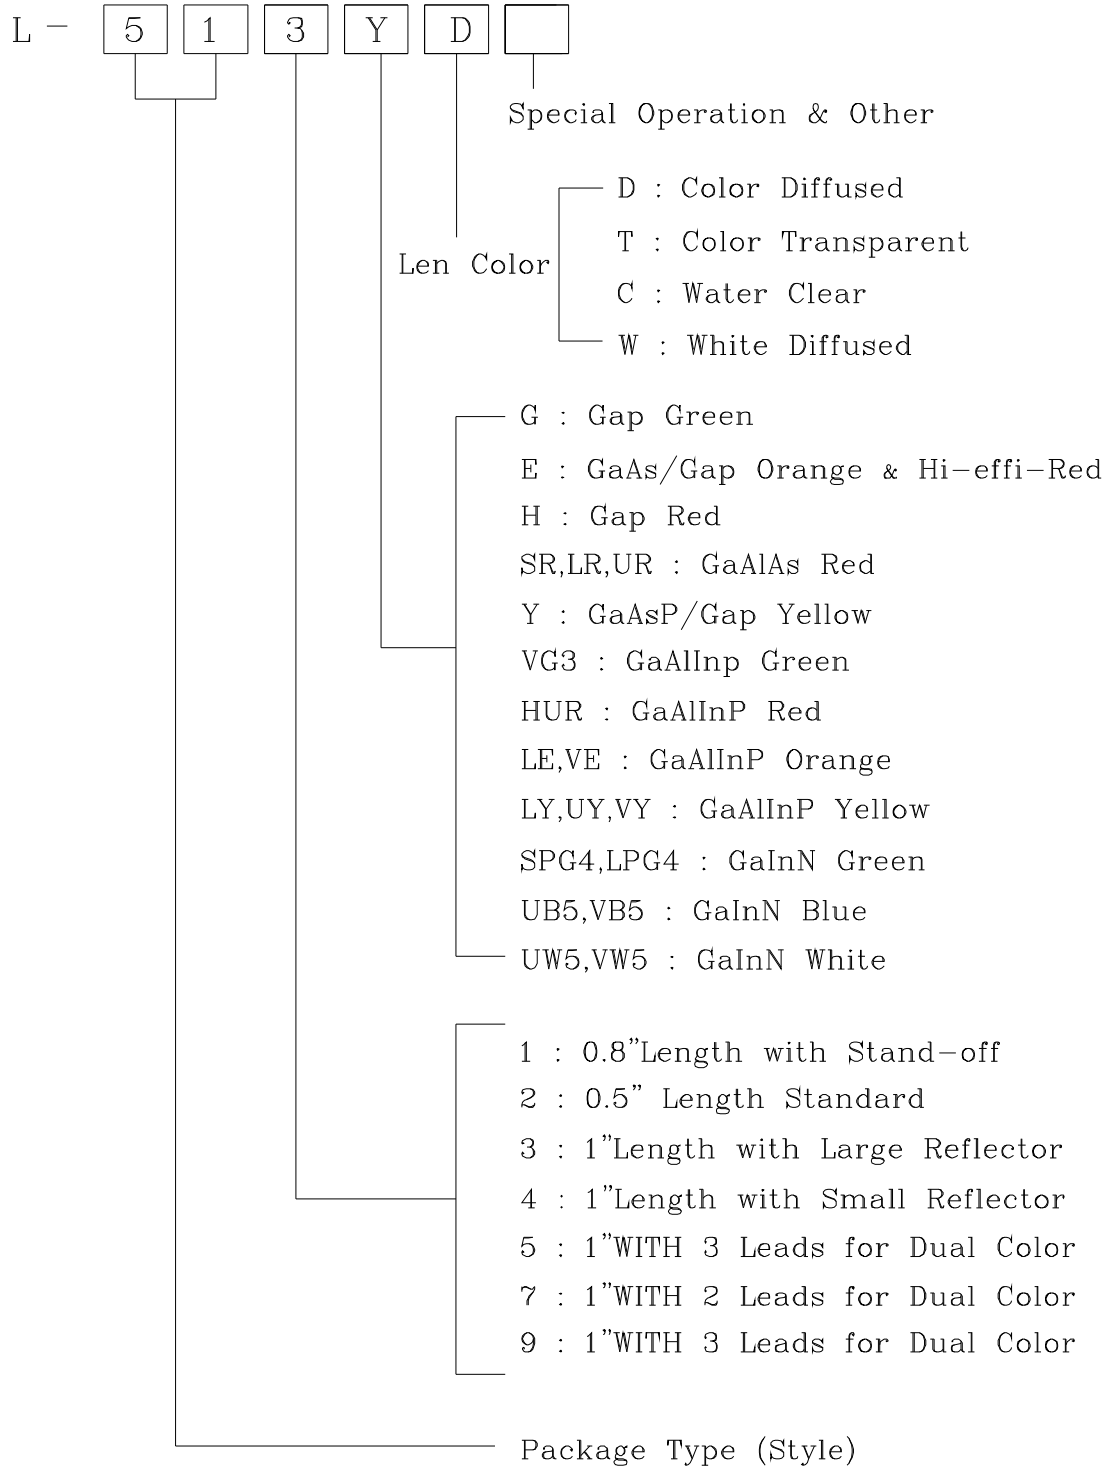 L- 5 1 3 Y D
Special Operation & Other
D : Color Diffused
T : Color Transparent
Len Color
C : Water Clear
W : White Diffused
G : Gap Green
E : GaAs/Gap Orange & Hi-effi-Red
H : Gap Red
SR,LR,UR : GaAlAs Red
Y : GaAsP/Gap Yellow
VG3 : GaAlInp Green
HUR : GaAlInP Red
LE,VE : GaAlInP Orange
LY,UY,VY : GaAlInP Yellow
SPG4,LPG4 : GaInN Green
UB5,VB5 : GaInN Blue
UW5,VW5 : GaInN White
1 : 0.8"Length with Stand-off
2 : 0.5" Length Standard
3 : 1"Length with Large Reflector
4 : 1"Length with Small Reflector
5 : 1"WITH 3 Leads for Dual Color
7 : 1"WITH 2 Leads for Dual Color
9 : 1"WITH 3 Leads for Dual Color
Package Type (Style)